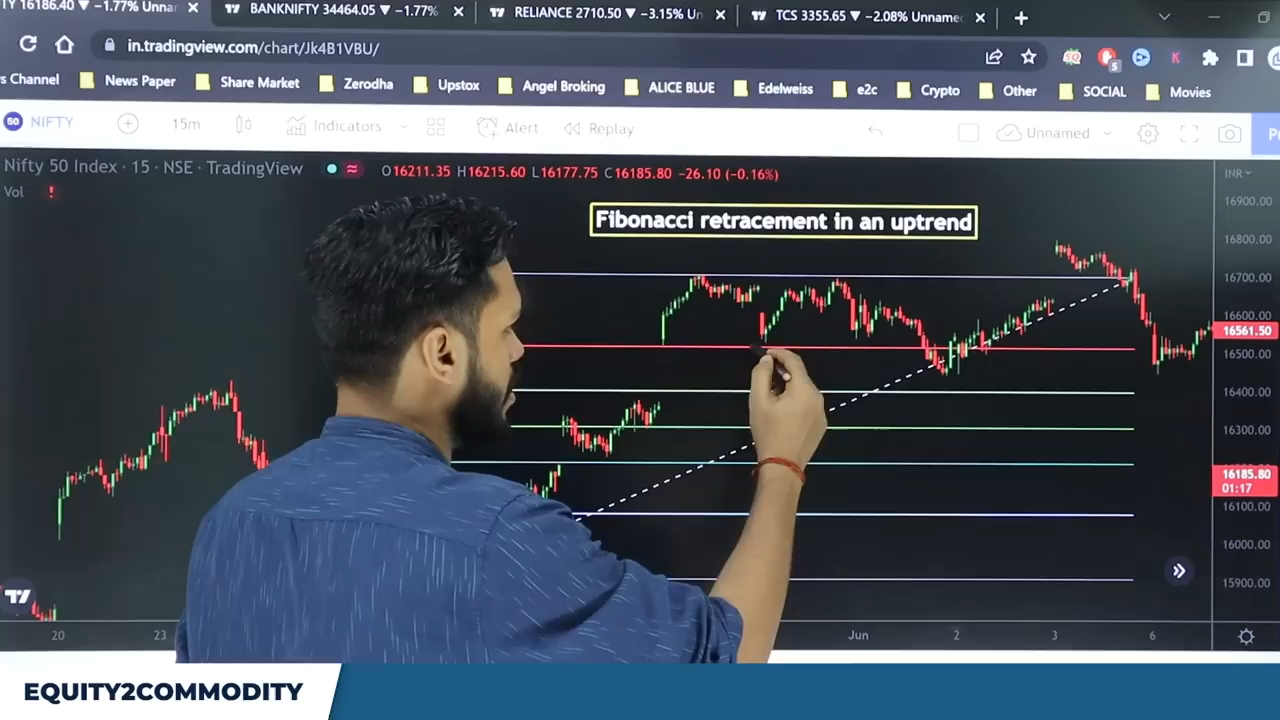 TY 16186.40 ▼ −1.77% Unnar
BANKNIFTY 34464.05 ▼ −1.77%
RELIANCE 2710.50 ▼ −3.15% Un
TCS 3355.65 ▼ −2.08% Unname
in.tradingview.com/chart/Jk4B1VBU/
s Channel
News Paper
Share Market
Zerodha
Upstox
Angel Broking
ALICE BLUE
Edelweiss
e2c
Crypto
Other
SOCIAL
Movies
50 NIFTY
15m
Indicators
Alert
Replay
Unnamed
Nifty 50 Index · 15 · NSE · TradingView
O16211.35 H16215.60 L16177.75 C16185.80 −26.10 (−0.16%)
INR
Vol
Fibonacci retracement in an uptrend
16900.00
16800.00
16700.00
16600.00
16561.50
16500.00
16400.00
16300.00
16185.80
01:17
16100.00
16000.00
15900.00
20
23
Jun
2
3
6
EQUITY2COMMODITY